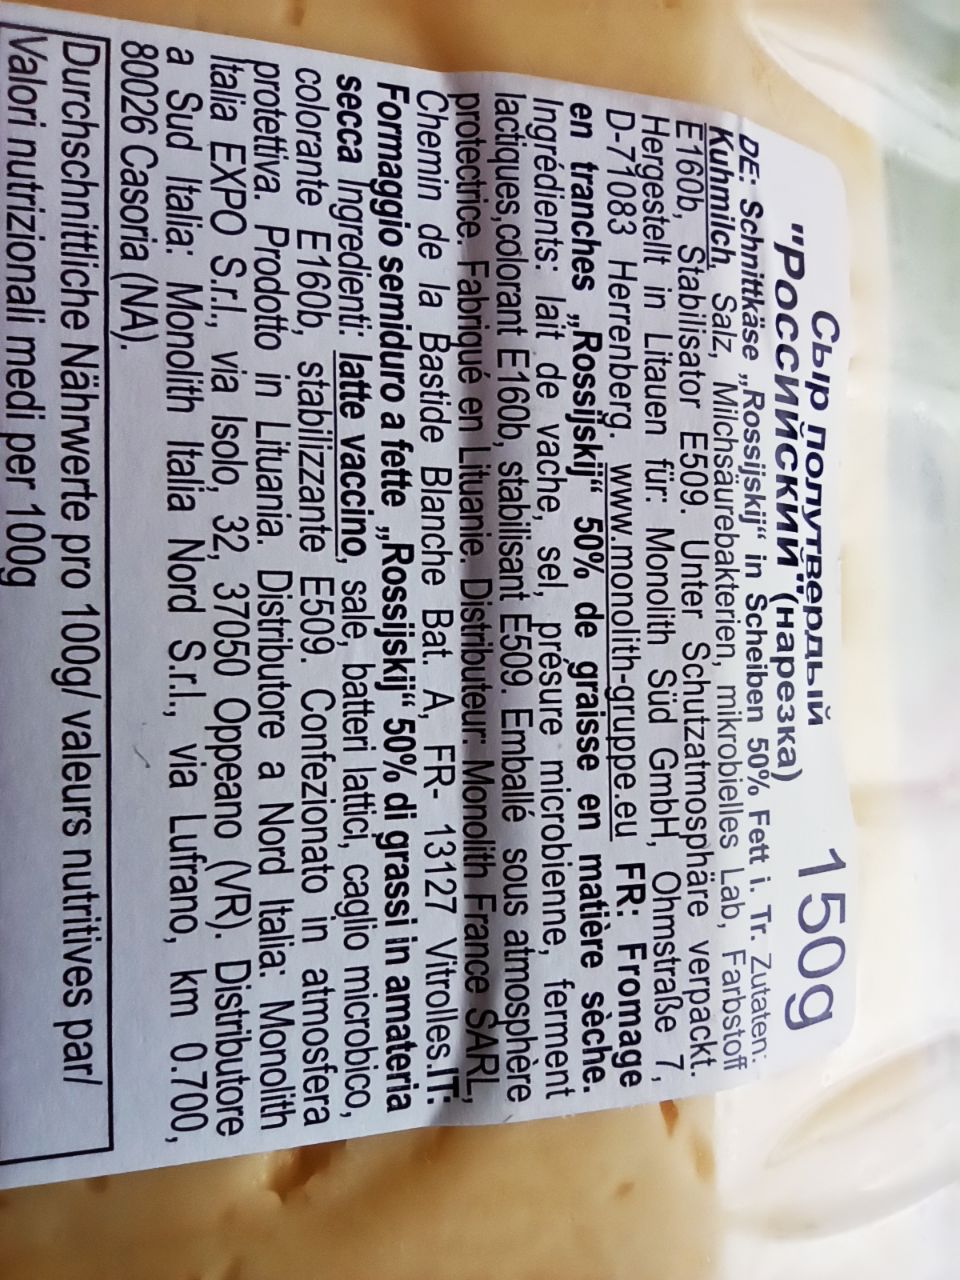 Сыр полутвёрдый
"Российский" (нарезка) 150g
DE: Schnittkäse „Rossijskij“ in Scheiben 50% Fett i. Tr. Zutaten:
Kuhmilch, Salz, Milchsäurebakterien, mikrobielles Lab, Farbstoff
E160b, Stabilisator E509. Unter Schutzatmosphäre verpackt.
Hergestellt in Litauen für: Monolith Süd GmbH, Ohmstraße 7,
D-71083 Herrenberg. www.monolith-gruppe.eu FR: Fromage
en tranches „Rossijskij“ 50% de graisse en matière sèche.
Ingrédients: lait de vache, sel, présure microbienne, ferment
lactiques,colorant E160b, stabilisant E509. Emballé sous atmosphère
protectrice. Fabriqué en Lituanie. Distributeur: Monolith France SARL,
Chemin de la Bastide Blanche Bat. A, FR- 13127 Vitrolles.IT:
Formaggio semiduro a fette „Rossijskij“ 50% di grassi in amateria
secca Ingredienti: latte vaccino, sale, batteri lattici, caglio microbico,
colorante E160b, stabilizzante E509. Confezionato in atmosfera
protettiva. Prodotto in Lituania. Distributore a Nord Italia: Monolith
Italia EXPO S.r.l., via Isolo, 32, 37050 Oppeano (VR). Distributore
a Sud Italia: Monolith Italia Nord S.r.l., via Lufrano, km 0.700,
80026 Casoria (NA).
Durchschnittliche Nährwerte pro 100g/ valeurs nutritives par/
Valori nutrizionali medi per 100g